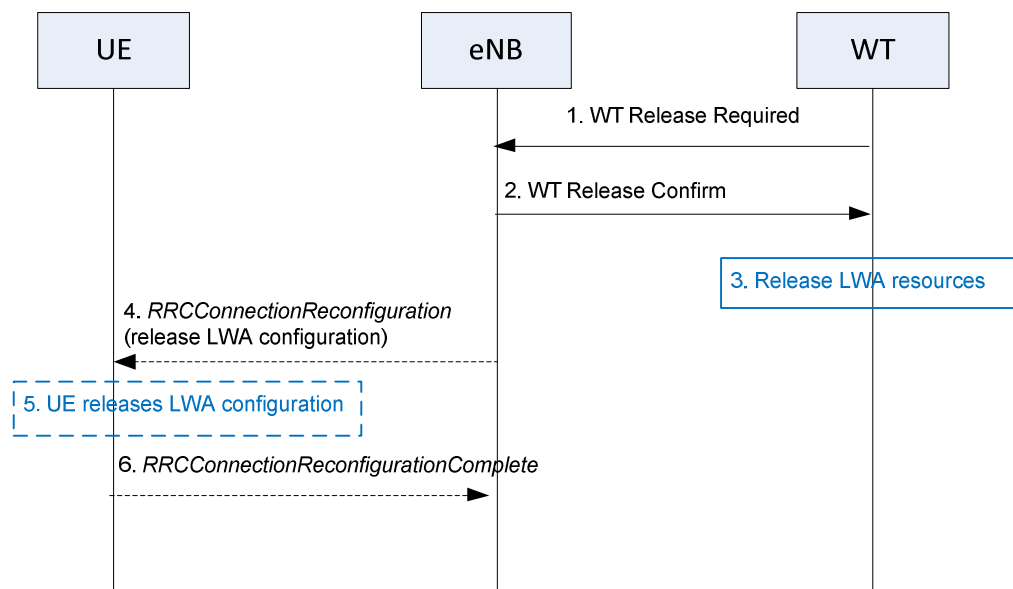 UE
eNB
WT
1. WT Release Required
2. WT Release Confirm
3. Release LWA resources
4. RRCConnectionReconfiguration
(release LWA configuration)
5. UE releases LWA configuration
6. RRCConnectionReconfigurationComplete